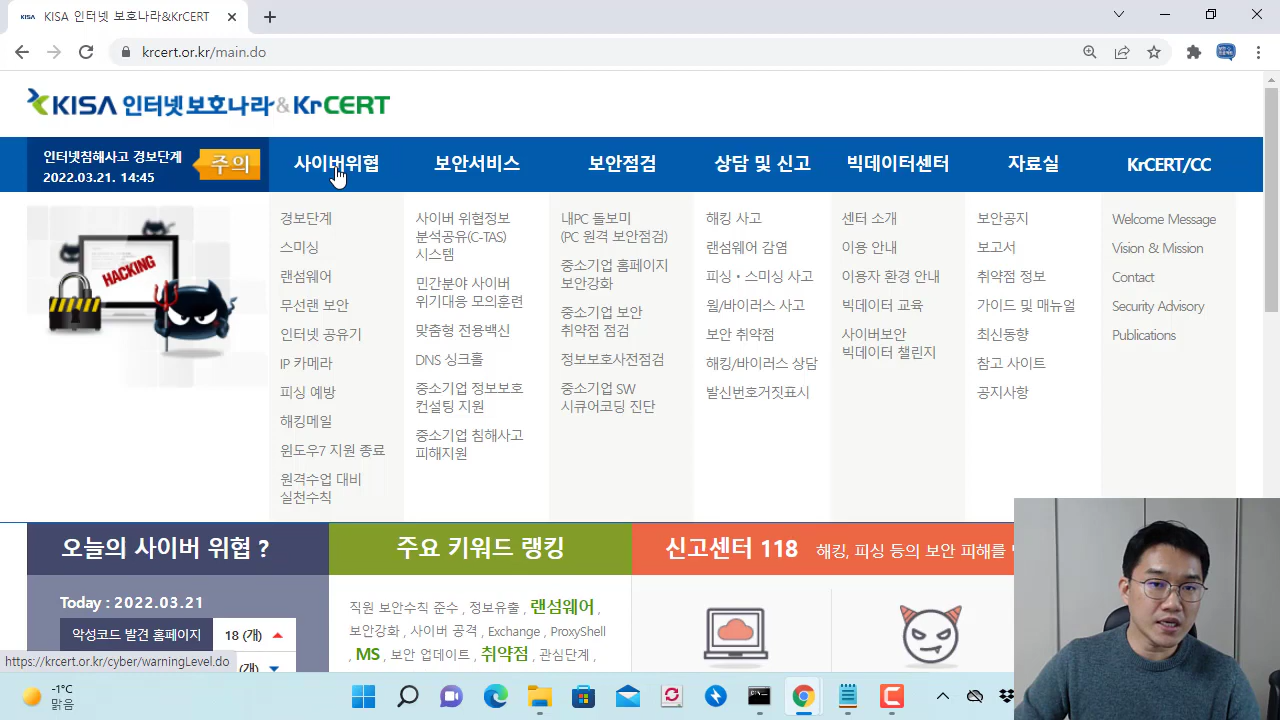 KISA 인터넷 보호나라&KrCERT
krcert.or.kr/main.do
KISA 인터넷보호나라&KrCERT
인터넷침해사고 경보단계
2022.03.21. 14:45
주의
사이버위협
보안서비스
보안점검
상담 및 신고
빅데이터센터
자료실
KrCERT/CC
HACKING
경보단계
스미싱
랜섬웨어
무선랜 보안
인터넷 공유기
IP 카메라
피싱 예방
해킹메일
윈도우7 지원 종료
원격수업 대비
실천수칙
사이버 위협정보
분석공유(C-TAS)
시스템
민간분야 사이버
위기대응 모의훈련
맞춤형 전용백신
DNS 싱크홀
중소기업 정보보호
컨설팅 지원
중소기업 침해사고
피해지원
내PC 돌보미
(PC 원격 보안점검)
중소기업 홈페이지
보안강화
중소기업 보안
취약점 점검
정보보호사전점검
중소기업 SW
시큐어코딩 진단
해킹 사고
랜섬웨어 감염
피싱・스미싱 사고
웜/바이러스 사고
보안 취약점
해킹/바이러스 상담
발신번호거짓표시
센터 소개
이용 안내
이용자 환경 안내
빅데이터 교육
사이버보안
빅데이터 챌린지
보안공지
보고서
취약점 정보
가이드 및 매뉴얼
최신동향
참고 사이트
공지사항
Welcome Message
Vision & Mission
Contact
Security Advisory
Publications
오늘의 사이버 위협 ?
Today : 2022.03.21
악성코드 발견 홈페이지 18 (개)
(개)
주요 키워드 랭킹
직원 보안수칙 준수 , 정보유출 , 랜섬웨어 ,
보안강화 , 사이버 공격 , Exchange , ProxyShell
, MS , 보안 업데이트 , 취약점 , 관심단계 ,
신고센터 118 해킹, 피싱 등의 보안 피해를
https://krcert.or.kr/cyber/warningLevel.do
-1°C
맑음